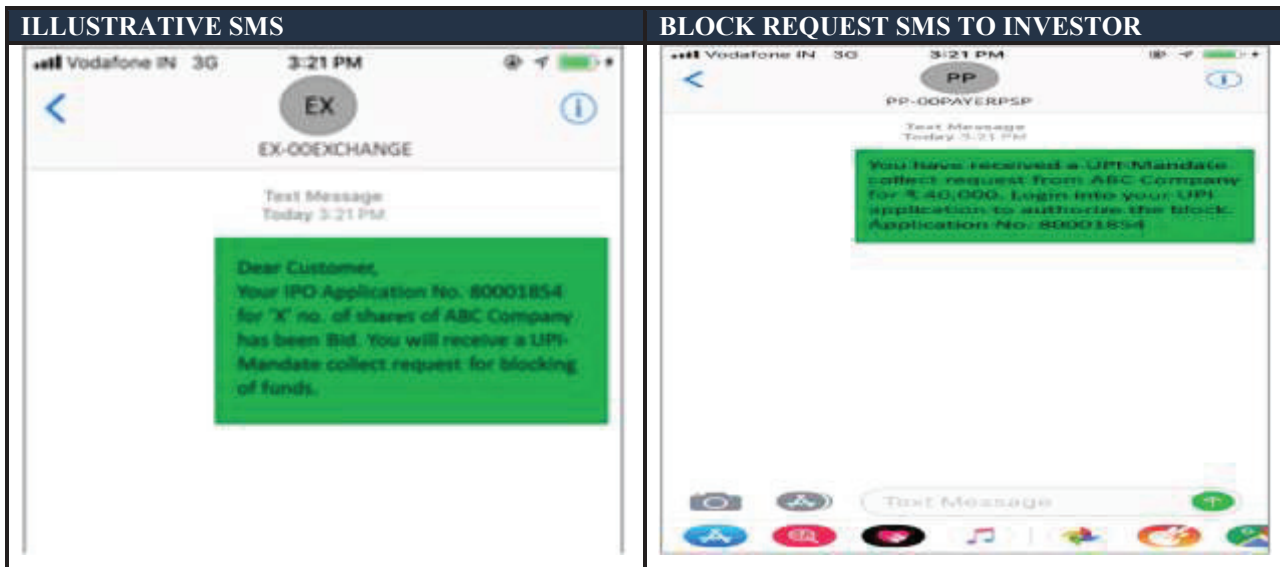 ILLUSTRATIVE SMS
Vodafone IN 3G 3:21 PM
EX
EX-00EXCHANGE
Text Message
Today 3:21 PM
Dear Customer,
Your IPO Application No. 80001854
for 'X' no. of shares of ABC Company
has been Bid. You will receive a UPI-
Mandate collect request for blocking
of funds.
BLOCK REQUEST SMS TO INVESTOR
Vodafone IN 3G 3:21 PM
PP
PP-00PAYERPSP
Text Message
Today 3:21 PM
You have received a UPI-Mandate
collect request from ABC Company
for ₹ 40,000. Login into your UPI
application to authorize the block.
Application No. 80001854
Text Message